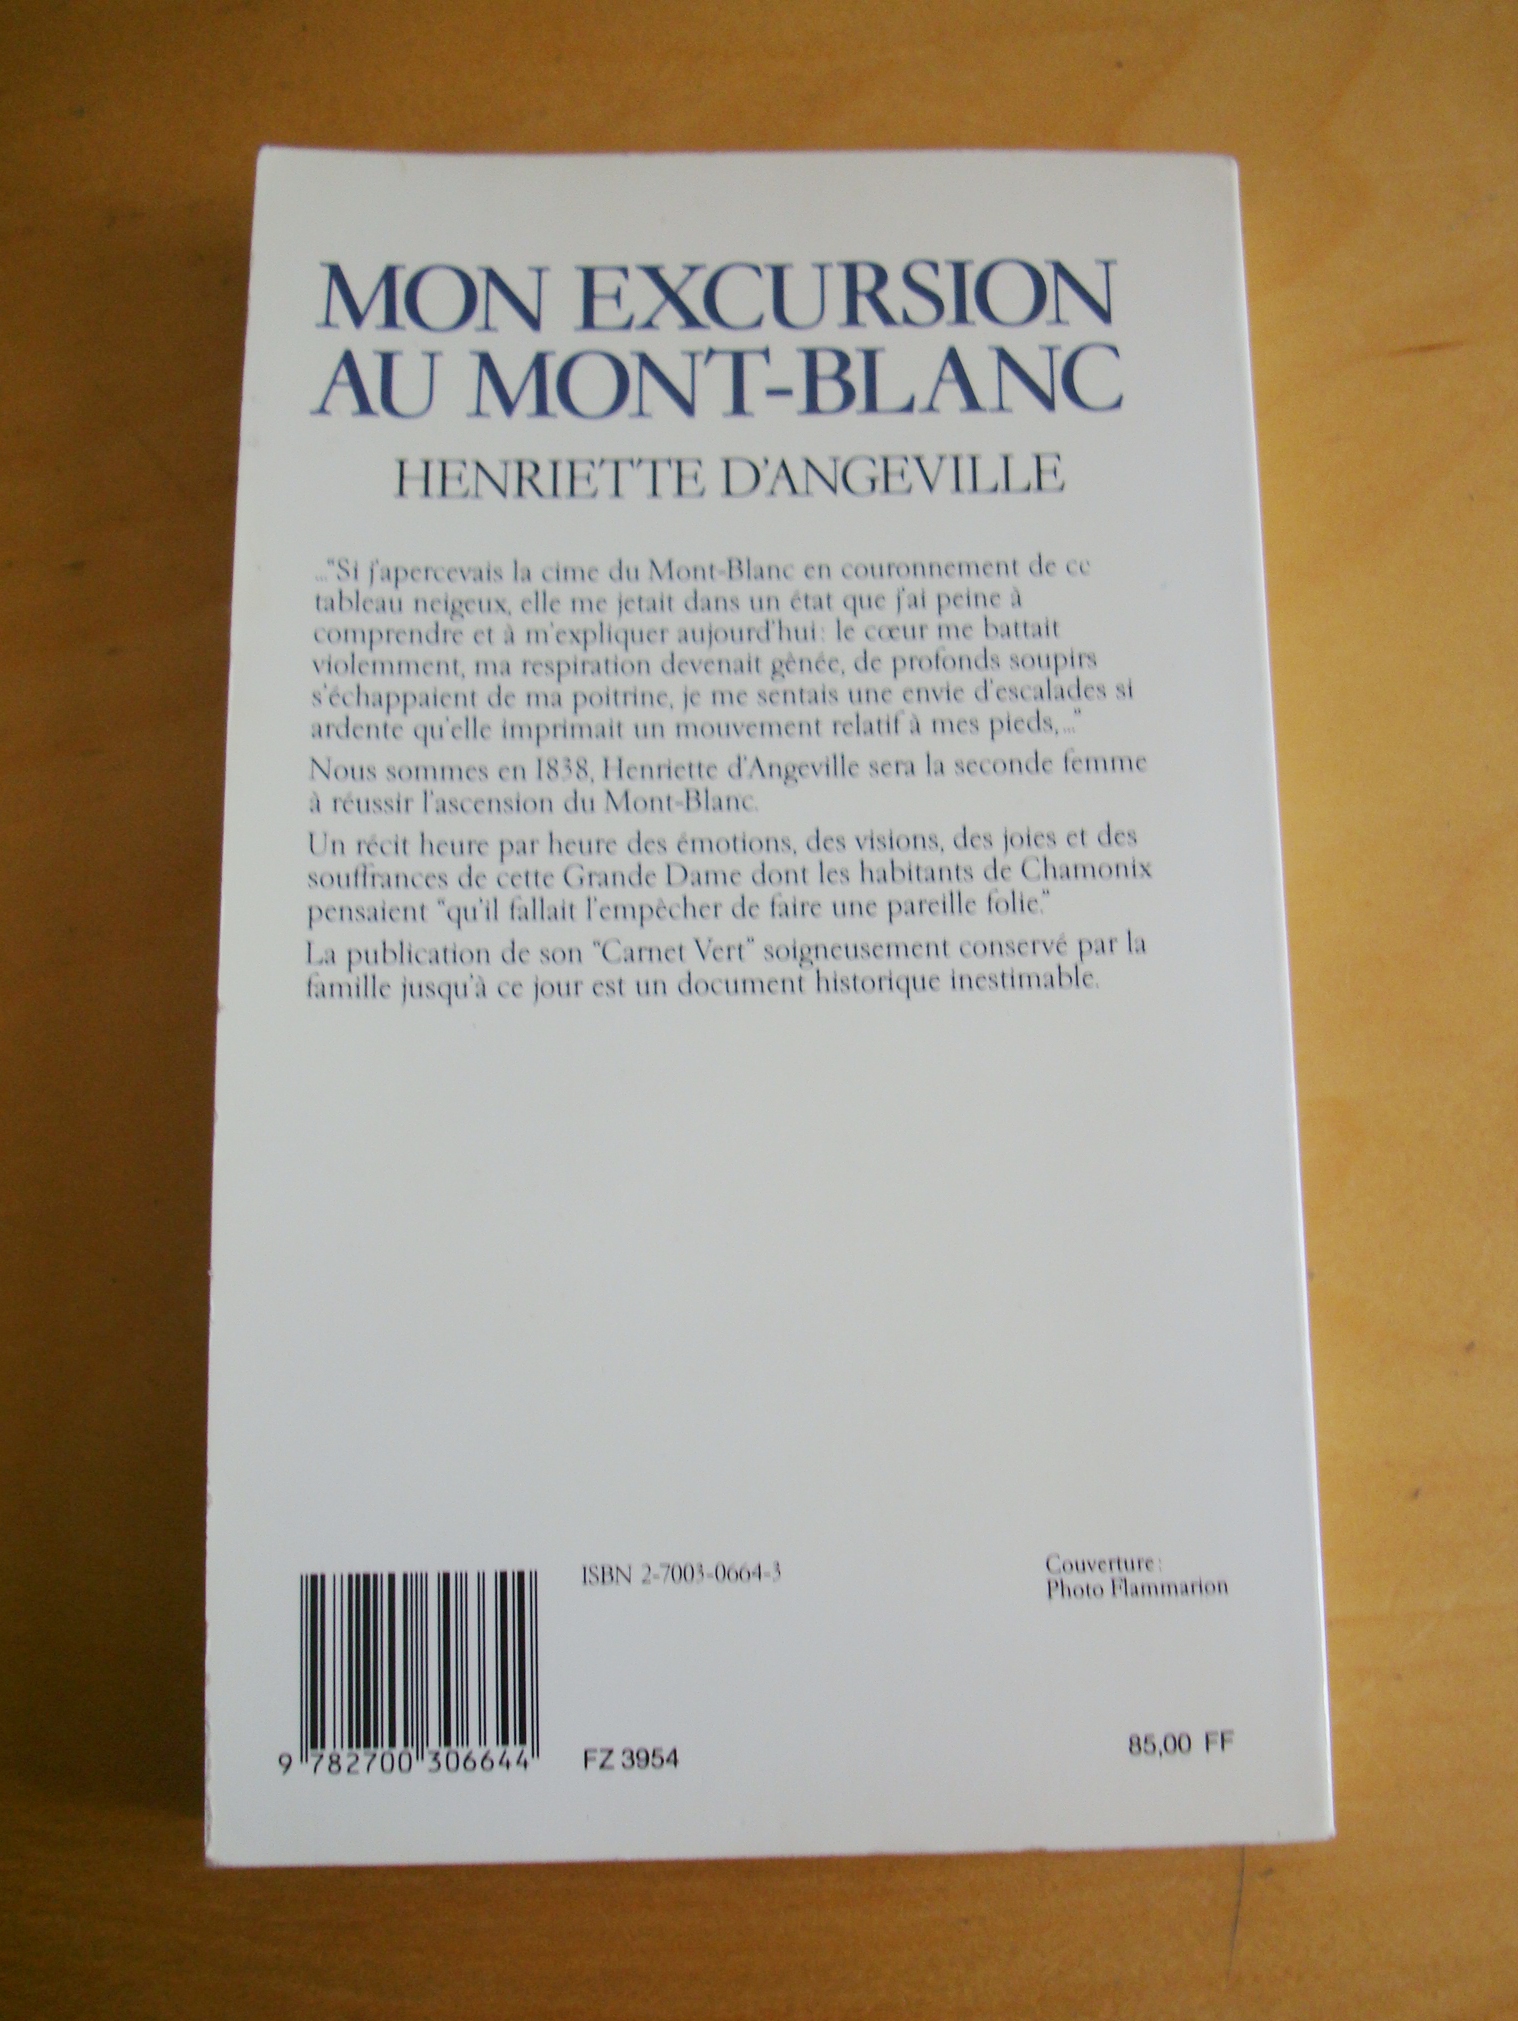 MON EXCURSION
AU MONT-BLANC
HENRIETTE D'ANGEVILLE
..."Si j'apercevais la cime du Mont-Blanc en couronnement de ce
tableau neigeux, elle me jetait dans un état que j'ai peine à
comprendre et à m'expliquer aujourd'hui: le cœur me battait
violemment, ma respiration devenait gênée, de profonds soupirs
s'échappaient de ma poitrine, je me sentais une envie d'escalades si
ardente qu'elle imprimait un mouvement relatif à mes pieds,..."
Nous sommes en 1838, Henriette d'Angeville sera la seconde femme
à réussir l'ascension du Mont-Blanc.
Un récit heure par heure des émotions, des visions, des joies et des
souffrances de cette Grande Dame dont les habitants de Chamonix
pensaient "qu'il fallait l'empêcher de faire une pareille folie."
La publication de son "Carnet Vert" soigneusement conservé par la
famille jusqu'à ce jour est un document historique inestimable.
ISBN 2-7003-0664-3
Couverture:
Photo Flammarion
9 782700 306644
FZ 3954
85,00 FF